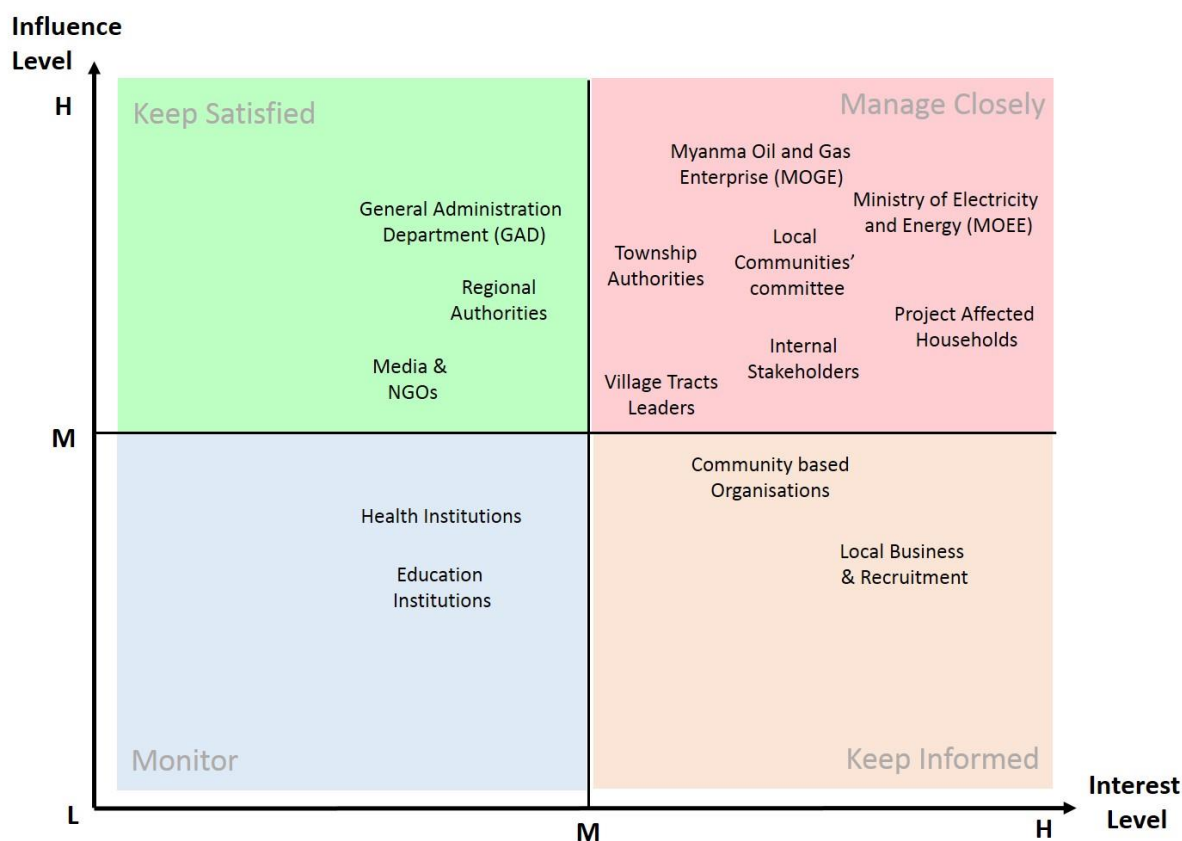 Influence
Level
H
Keep Satisfied
Manage Closely
Myanma Oil and Gas
Enterprise (MOGE)
Ministry of Electricity
and Energy (MOEE)
General Administration
Department (GAD)
Township
Authorities
Local
Communities’
committee
Regional
Authorities
Project Affected
Households
Internal
Stakeholders
Media &
NGOs
Village Tracts
Leaders
M
Community based
Organisations
Health Institutions
Local Business
& Recruitment
Education
Institutions
Monitor
Keep Informed
Interest
Level
L
M
H